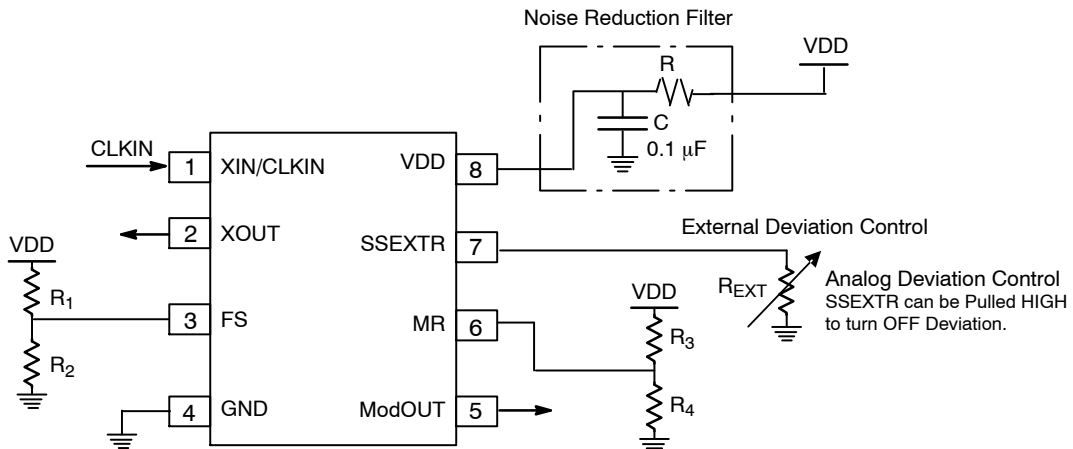 Noise Reduction Filter
VDD
R
C
0.1 μF
CLKIN
1
XIN/CLKIN
VDD
8
2
XOUT
SSEXTR
7
External Deviation Control
VDD
R1
REXT
Analog Deviation Control
SSEXTR can be Pulled HIGH
to turn OFF Deviation.
3
FS
MR
6
VDD
R3
R2
R4
4
GND
ModOUT
5